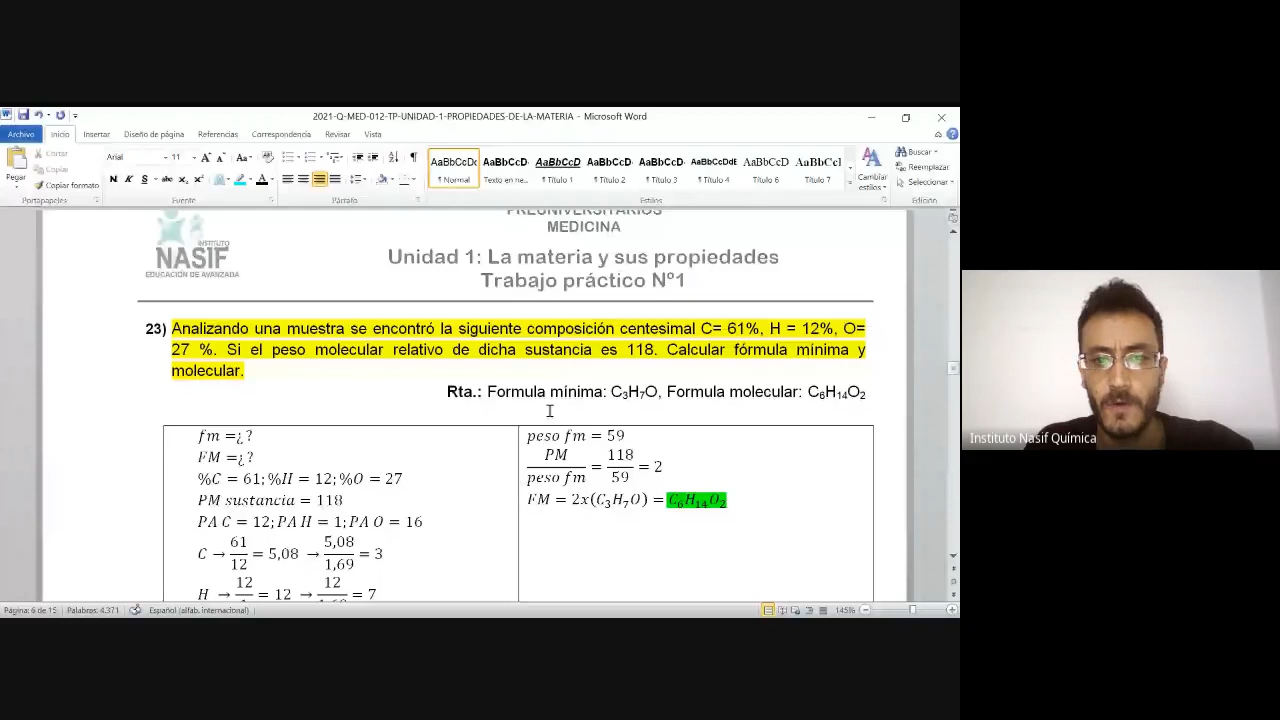 2021-Q-MED-012-TP-UNIDAD-1-PROPIEDADES-DE-LA-MATERIA - Microsoft Word
Archivo Inicio Insertar Diseño de página Referencias Correspondencia Revisar Vista
Pegar
Cortar
Copiar
Copiar formato
Portapapeles
Arial 11
Fuente
Párrafo
AaBbCcDc AaBbCcD AaBbCcD AaBbCcD AaBbCcD AaBbCcDdE AaBbCcD AaBbCcI
¶ Normal Texto en ne... ¶ Título 1 ¶ Título 2 ¶ Título 3 ¶ Título 4 Título 6 ¶ Título 7
Estilos
Cambiar estilos
Buscar
Reemplazar
Seleccionar
Edición
PREUNIVERSITARIOS
MEDICINA
INSTITUTO
NASIF
EDUCACIÓN DE AVANZADA
Unidad 1: La materia y sus propiedades
Trabajo práctico Nº1
23) Analizando una muestra se encontró la siguiente composición centesimal C= 61%, H = 12%, O=
27 %. Si el peso molecular relativo de dicha sustancia es 118. Calcular fórmula mínima y
molecular.
Rta.: Formula mínima: C₃H₇O, Formula molecular: C₆H₁₄O₂
fm =¿?
FM =¿?
%C = 61; %H = 12; %O = 27
PM sustancia = 118
PA C = 12; PA H = 1; PA O = 16
C → 61/12 = 5,08 → 5,08/1,69 = 3
H → 12/1 = 12 → 12/1,69 = 7
peso fm = 59
PM/peso fm = 118/59 = 2
FM = 2x(C₃H₇O) = C₆H₁₄O₂
Página: 6 de 15 Palabras: 4.371 Español (alfab. internacional) 145%
Instituto Nasif Química